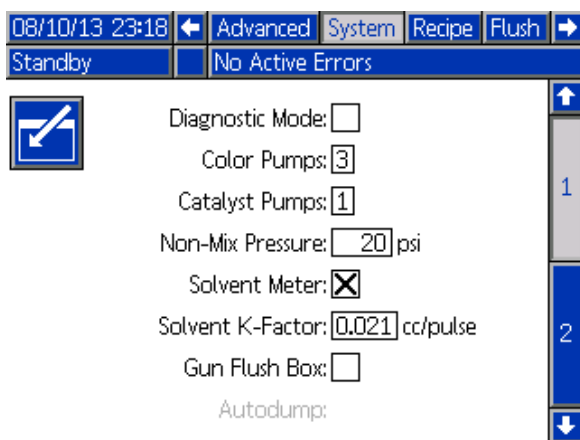 08/10/13 23:18 Advanced System Recipe Flush
Standby No Active Errors
Diagnostic Mode:
Color Pumps: 3
1
Catalyst Pumps: 1
Non-Mix Pressure: 20 psi
Solvent Meter:
Solvent K-Factor: 0.021 cc/pulse
2
Gun Flush Box:
Autodump: